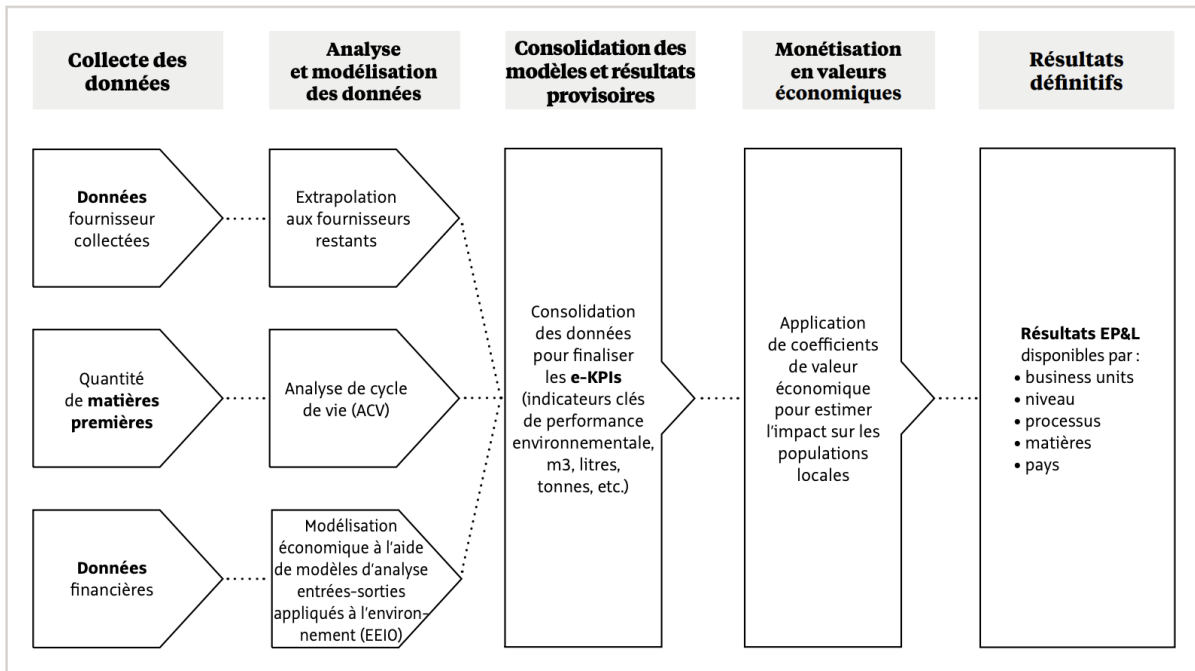 Collecte des
données
Analyse
et modélisation
des données
Consolidation des
modèles et résultats
provisoires
Monétisation
en valeurs
économiques
Résultats
définitifs
Données
fournisseur
collectées
Extrapolation
aux fournisseurs
restants
Quantité
de matières
premières
Analyse de cycle
de vie (ACV)
Données
financières
Modélisation
économique à l'aide
de modèles d'analyse
entrées-sorties
appliqués à l'environ-
nement (EEIO)
Consolidation
des données
pour finaliser
les e-KPIs
(indicateurs clés
de performance
environnementale,
m3, litres,
tonnes, etc.)
Application
de coefficients
de valeur
économique
pour estimer
l'impact sur les
populations
locales
Résultats EP&L
disponibles par :
• business units
• niveau
• processus
• matières
• pays